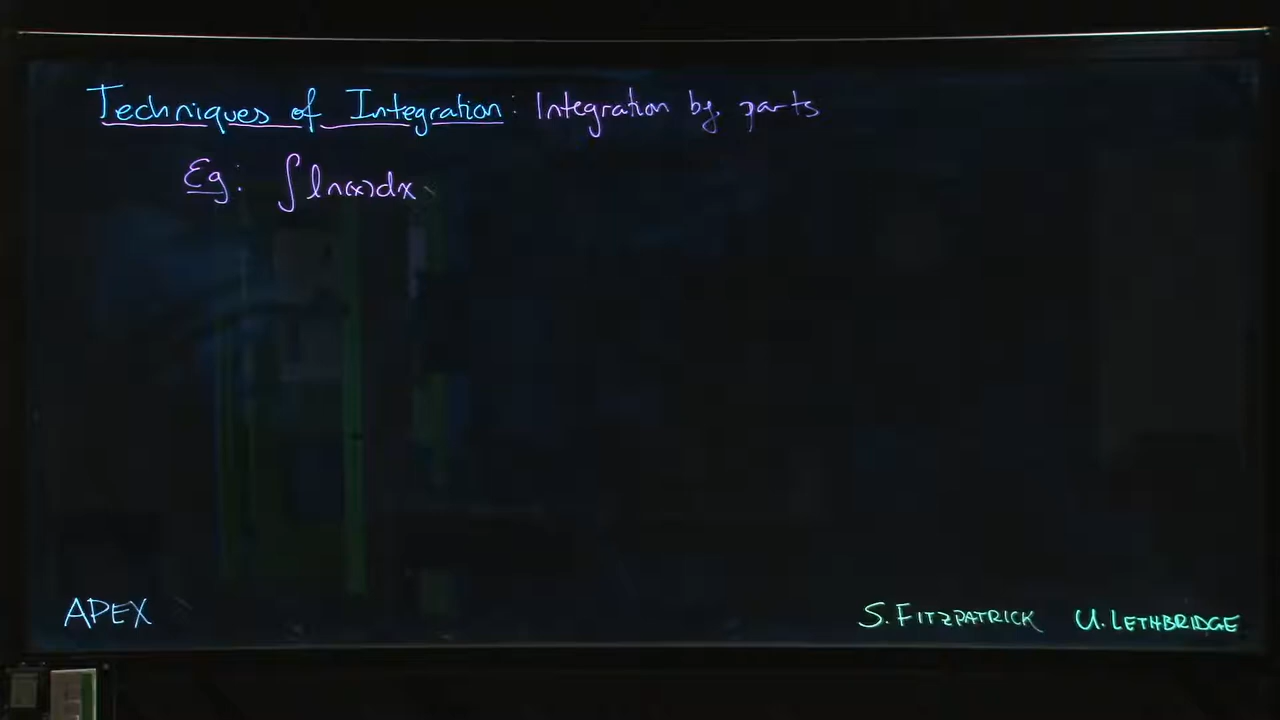 Techniques of Integration: Integration by parts
Eg: ∫ ln(x)dx
APEX
S. FITZPATRICK U. LETHBRIDGE